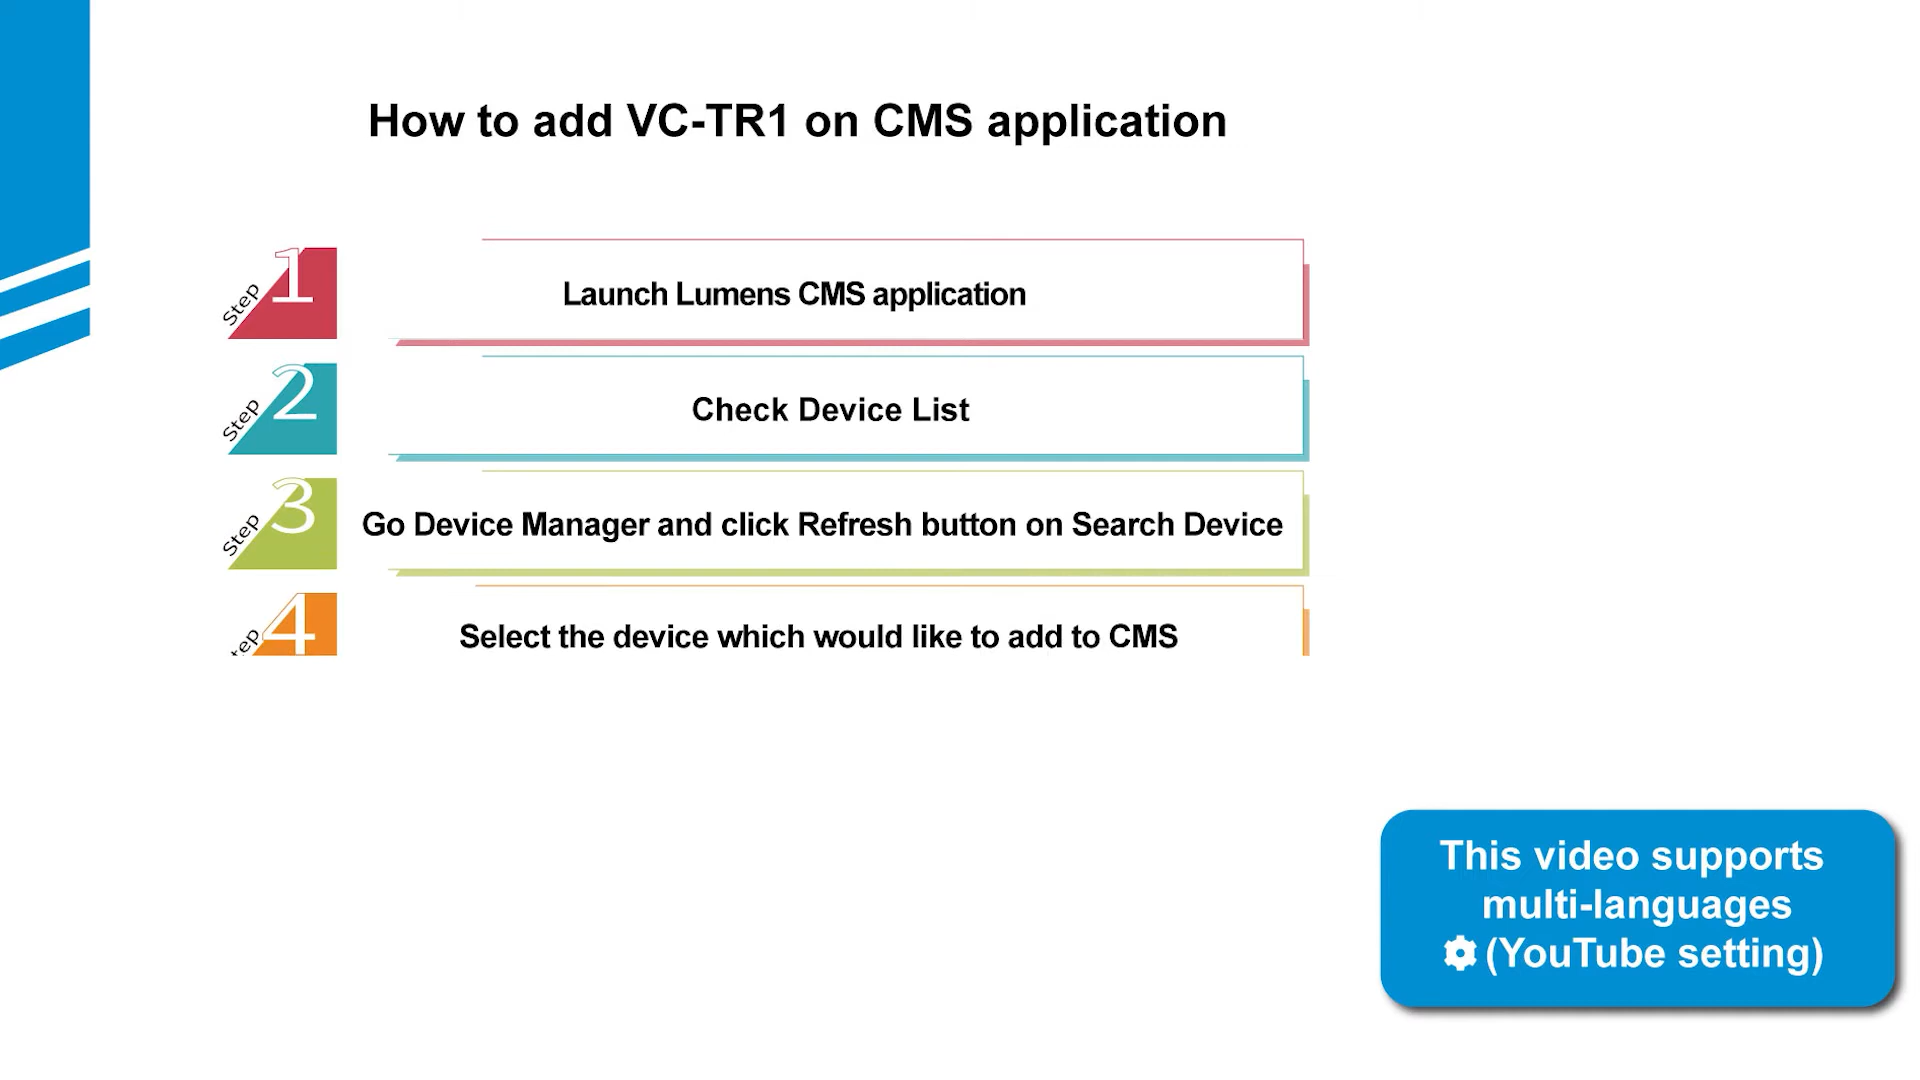 How to add VC-TR1 on CMS application
Step 1
Launch Lumens CMS application
Step 2
Check Device List
Step 3
Go Device Manager and click Refresh button on Search Device
tep 4
Select the device which would like to add to CMS
This video supports
multi-languages
(YouTube setting)